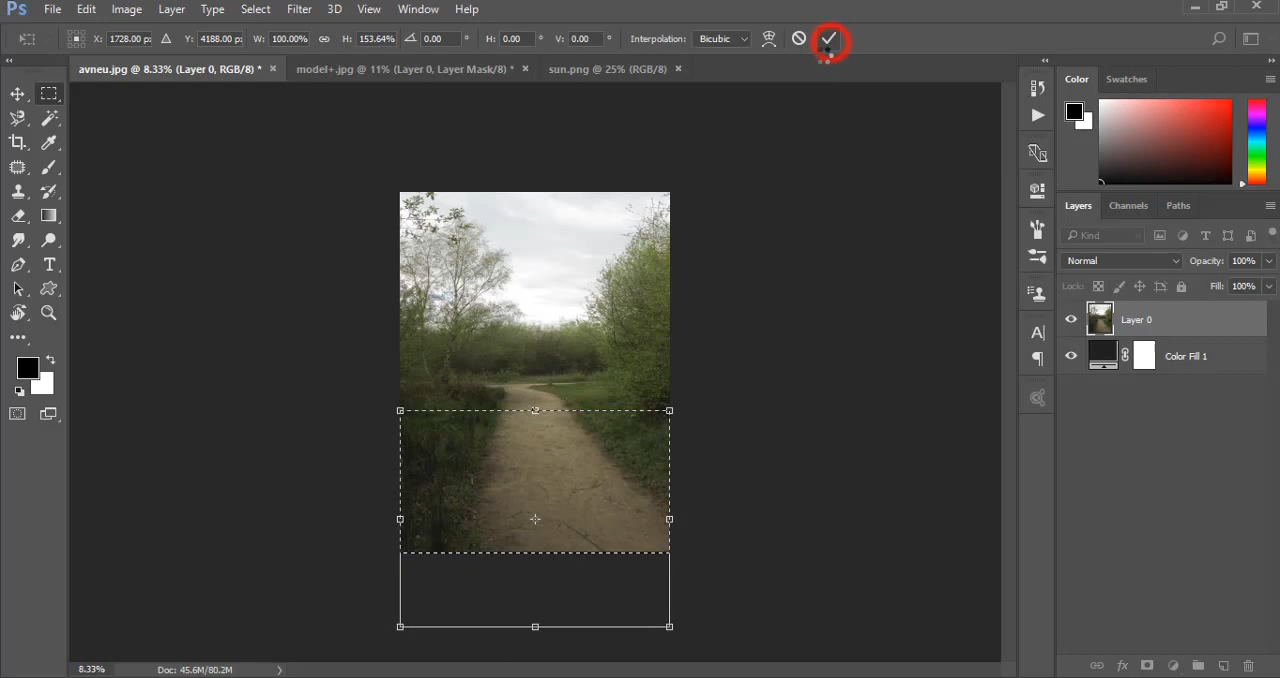 Ps File Edit Image Layer Type Select Filter 3D View Window Help
X: 1728.00 px Y: 4188.00 px W: 100.00% H: 153.64% 0.00 ° H: 0.00 ° V: 0.00 ° Interpolation: Bicubic
avneu.jpg @ 8.33% (Layer 0, RGB/8) * × model+.jpg @ 11% (Layer 0, Layer Mask/8) * × sun.png @ 25% (RGB/8) ×
Color Swatches
Layers Channels Paths
Kind
Normal Opacity: 100%
Lock: Fill: 100%
Layer 0
Color Fill 1
8.33% Doc: 45.6M/80.2M